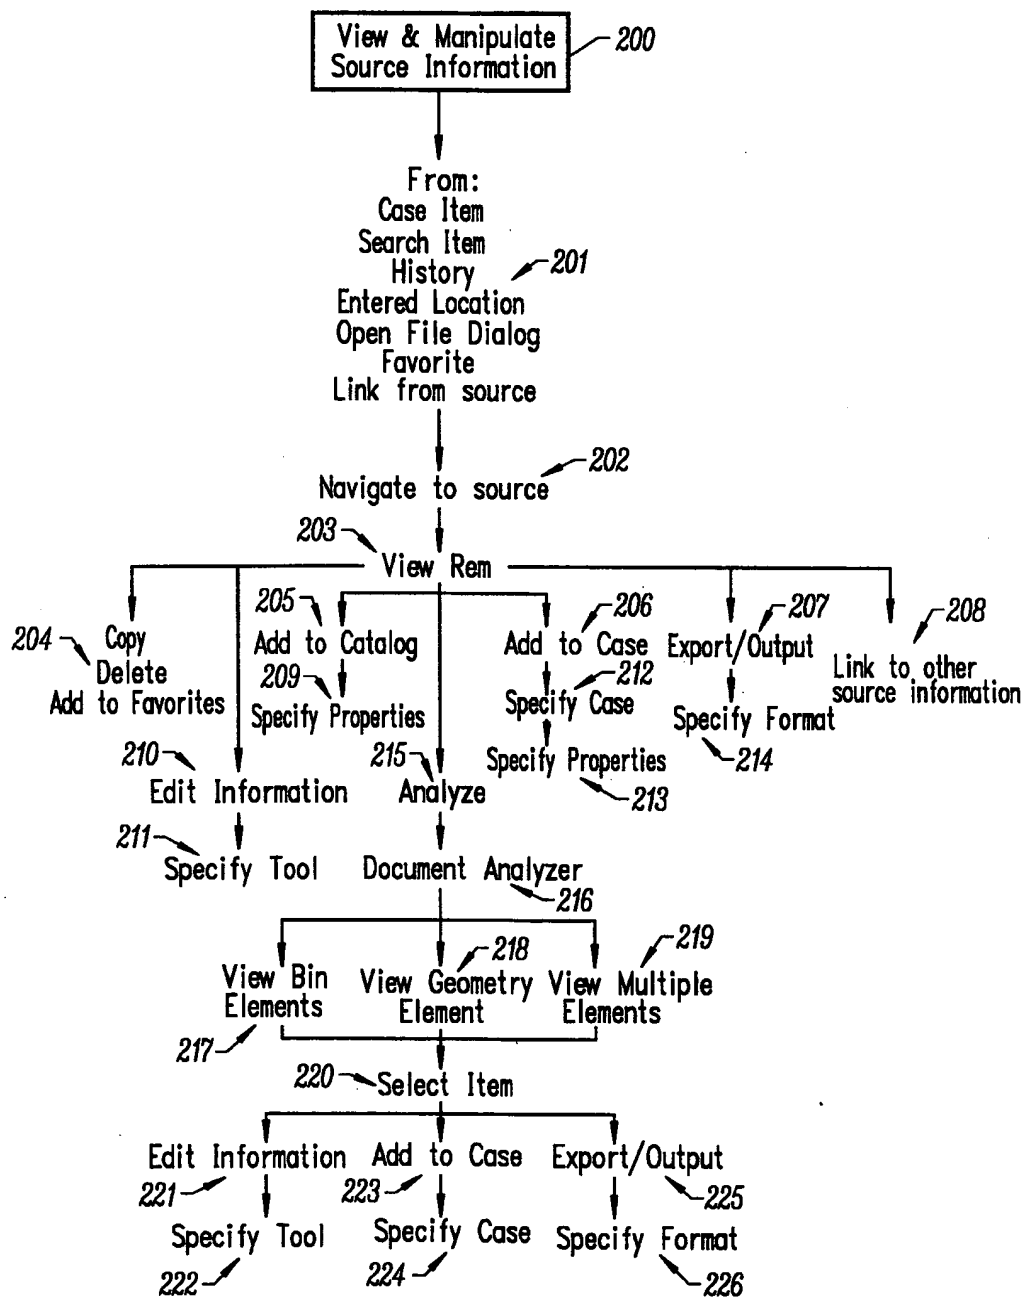 View & Manipulate
Source Information
200
From:
Case Item
Search Item
History
201
Entered Location
Open File Dialog
Favorite
Link from source
202
Navigate to source
203
View Rem
204
Copy
Delete
Add to Favorites
205
Add to Catalog
209
Specify Properties
206
Add to Case
212
Specify Case
Specify Properties
213
207
Export/Output
Specify Format
214
208
Link to other
source information
210
Edit Information
211
Specify Tool
215
Analyze
Document Analyzer
216
View Bin
Elements
217
218
View Geometry
Element
219
View Multiple
Elements
220
Select Item
Edit Information
221
Specify Tool
222
Add to Case
223
Specify Case
224
Export/Output
225
Specify Format
226